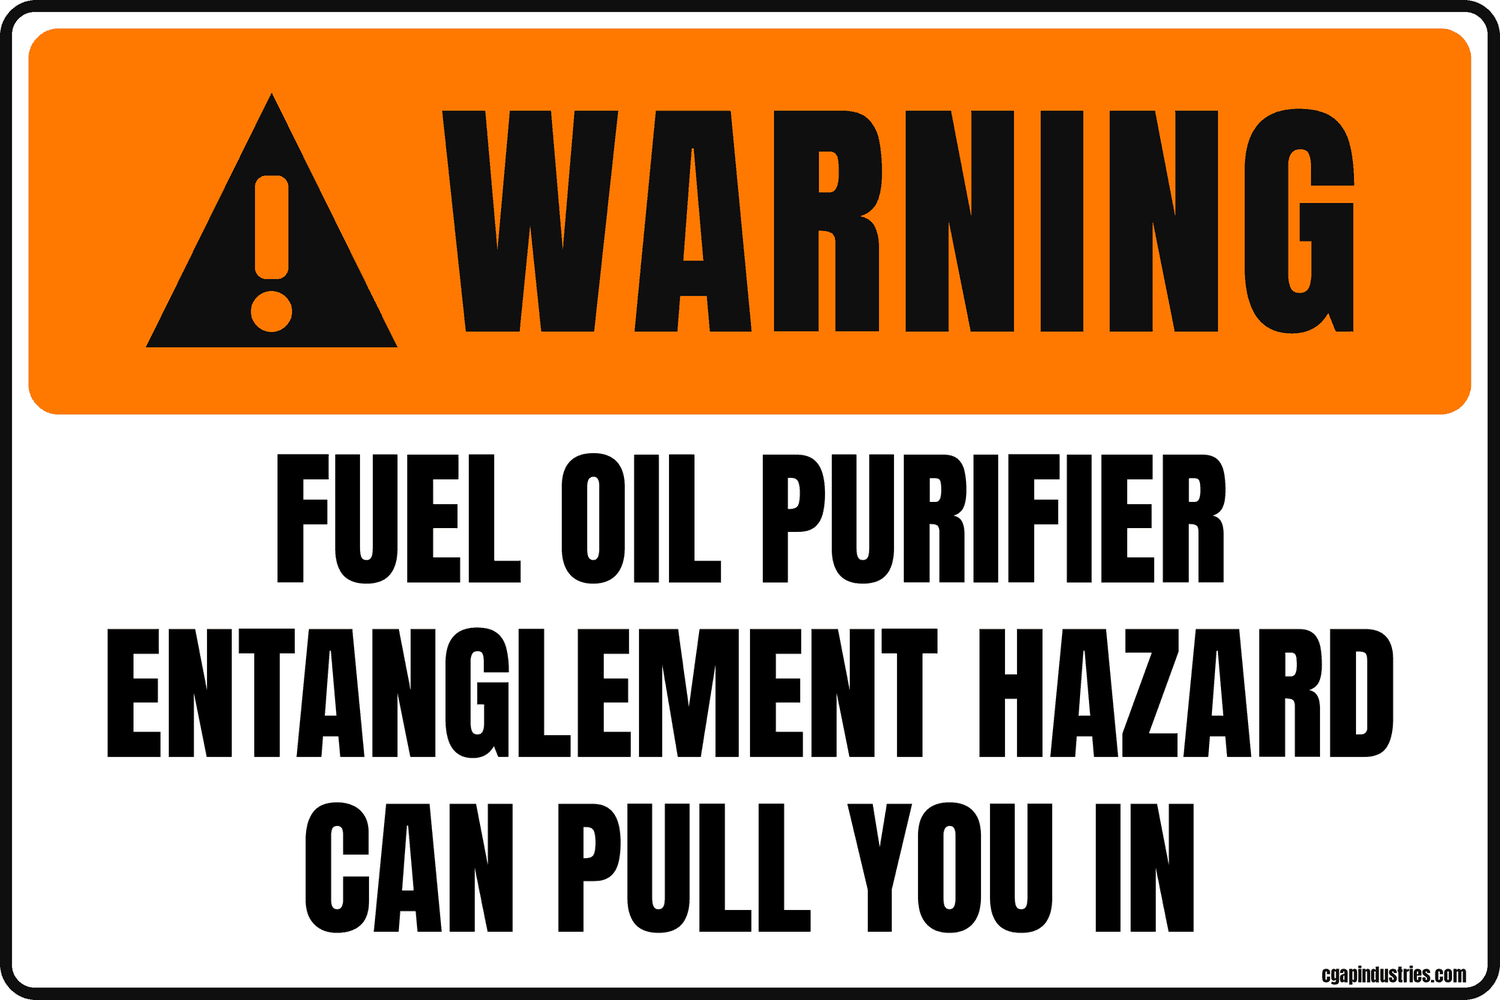 WARNING
FUEL OIL PURIFIER
ENTANGLEMENT HAZARD
CAN PULL YOU IN
cgapindustries.com